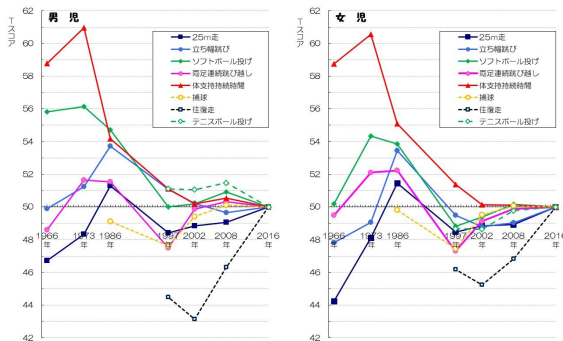 男 児
Tスコア
62
60
58
56
54
52
50
48
46
44
42
25m走
立ち幅跳び
ソフトボール投げ
両足連続跳び越し
体支持持続時間
捕球
往復走
テニスボール投げ
1966年
1973年
1986年
1997年
2002年
2008年
2016年
女 児
Tスコア
62
60
58
56
54
52
50
48
46
44
42
25m走
立ち幅跳び
ソフトボール投げ
両足連続跳び越し
体支持持続時間
捕球
往復走
テニスボール投げ
1966年
1973年
1986年
1997年
2002年
2008年
2016年